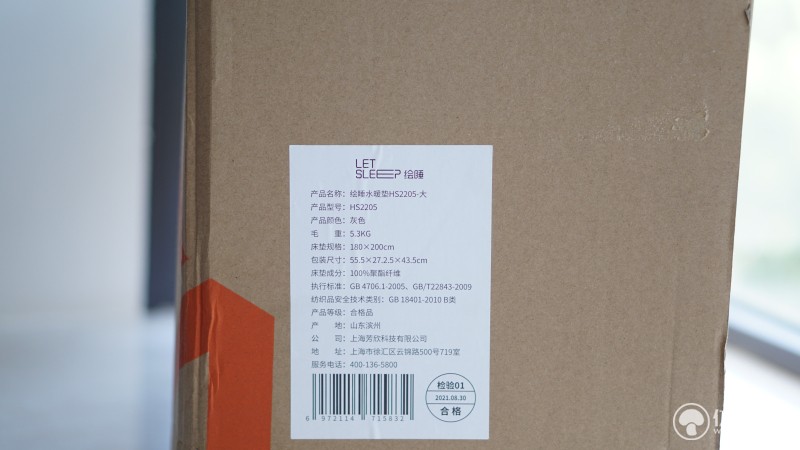 LET
SLEEP 绘睡
产品名称：绘睡水暖垫HS2205-大
产品型号：HS2205
产品颜色：灰色
毛　　重：5.3KG
床垫规格：180×200cm
包装尺寸：55.5×27.2.5×43.5cm
床垫成分：100%聚酯纤维
执行标准：GB 4706.1-2005、GB/T22843-2009
纺织品安全技术类别：GB 18401-2010 B类
产品等级：合格品
产　　地：山东滨州
公　　司：上海芳欣科技有限公司
地　　址：上海市徐汇区云锦路500号719室
服务电话：400-136-5800
6 972114 715832
检验01
2021.08.30
合格